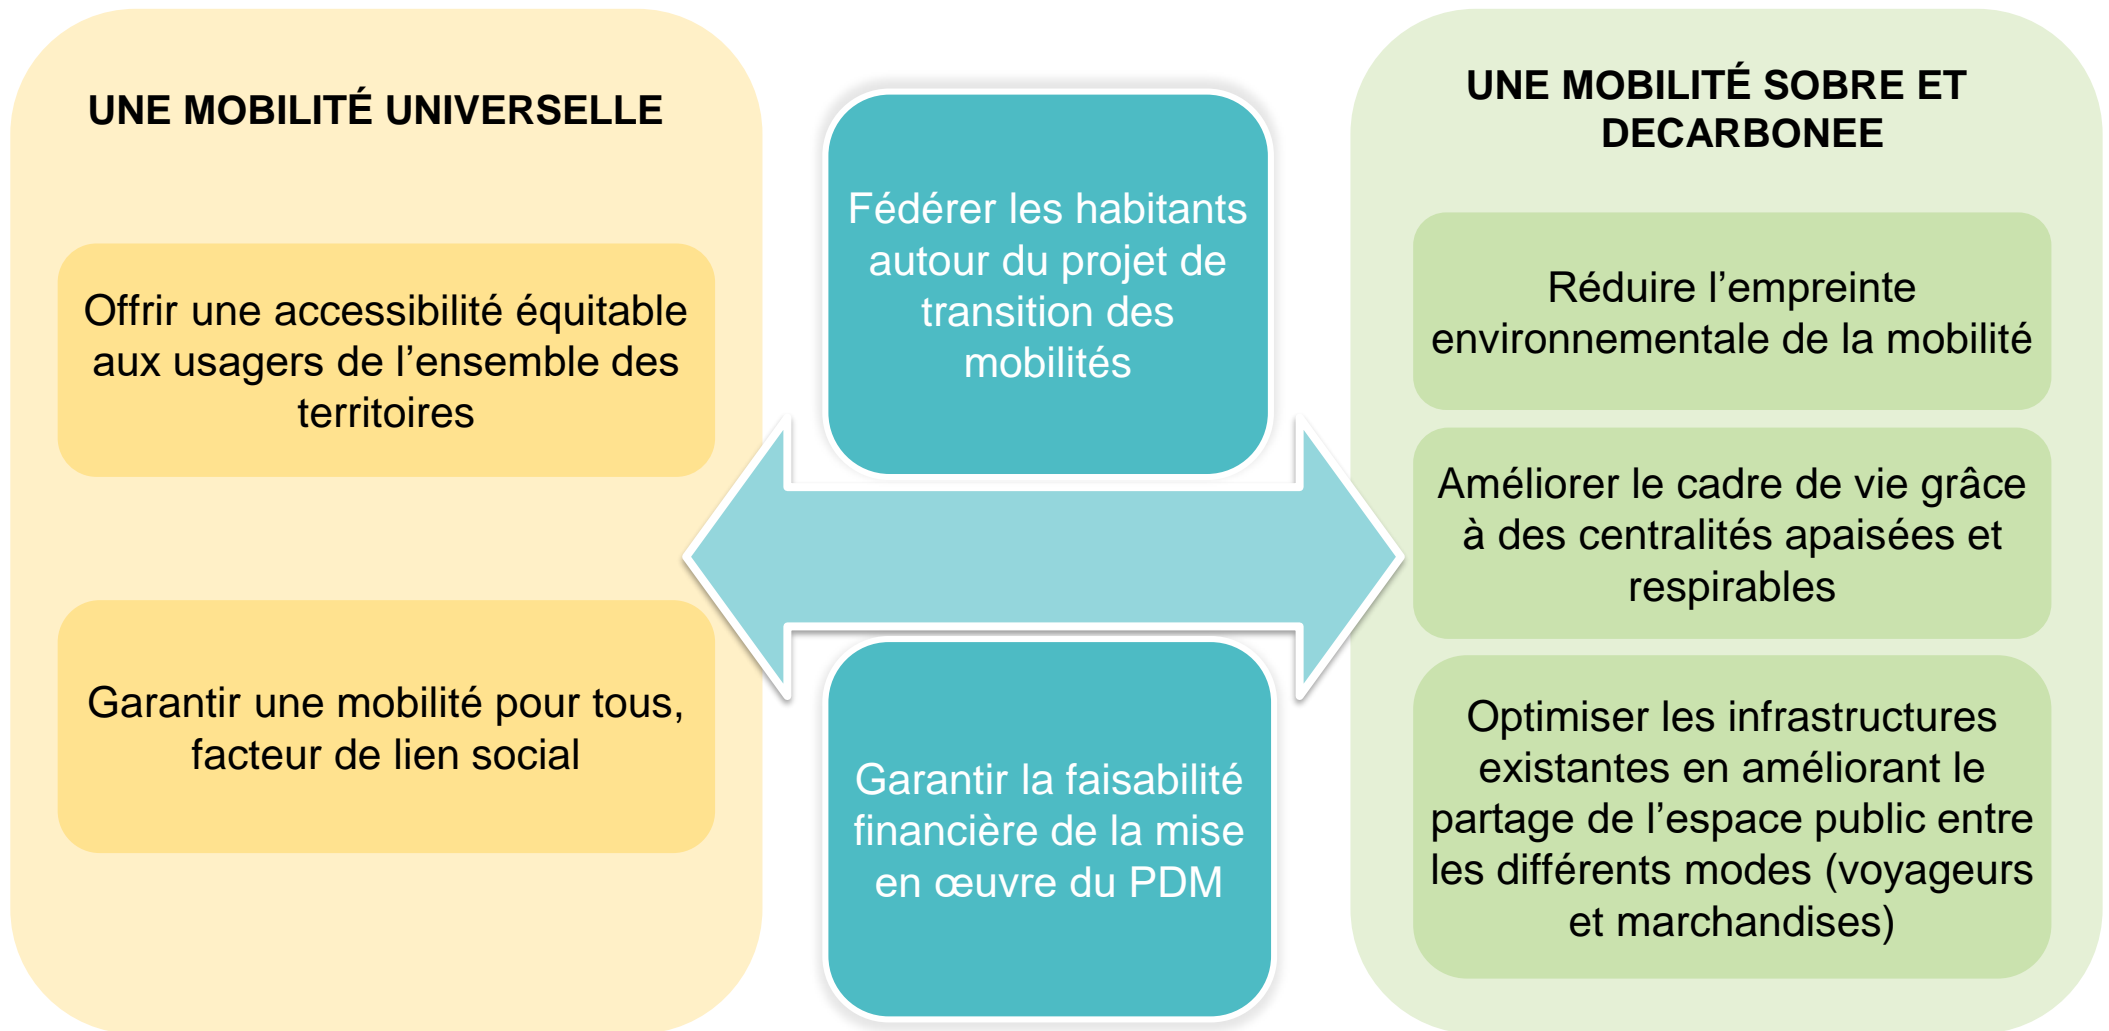 UNE MOBILITÉ UNIVERSELLE
Offrir une accessibilité équitable
aux usagers de l’ensemble des
territoires
Garantir une mobilité pour tous,
facteur de lien social
Fédérer les habitants
autour du projet de
transition des
mobilités
Garantir la faisabilité
financière de la mise
en œuvre du PDM
UNE MOBILITÉ SOBRE ET
DECARBONEE
Réduire l’empreinte
environnementale de la mobilité
Améliorer le cadre de vie grâce
à des centralités apaisées et
respirables
Optimiser les infrastructures
existantes en améliorant le
partage de l’espace public entre
les différents modes (voyageurs
et marchandises)